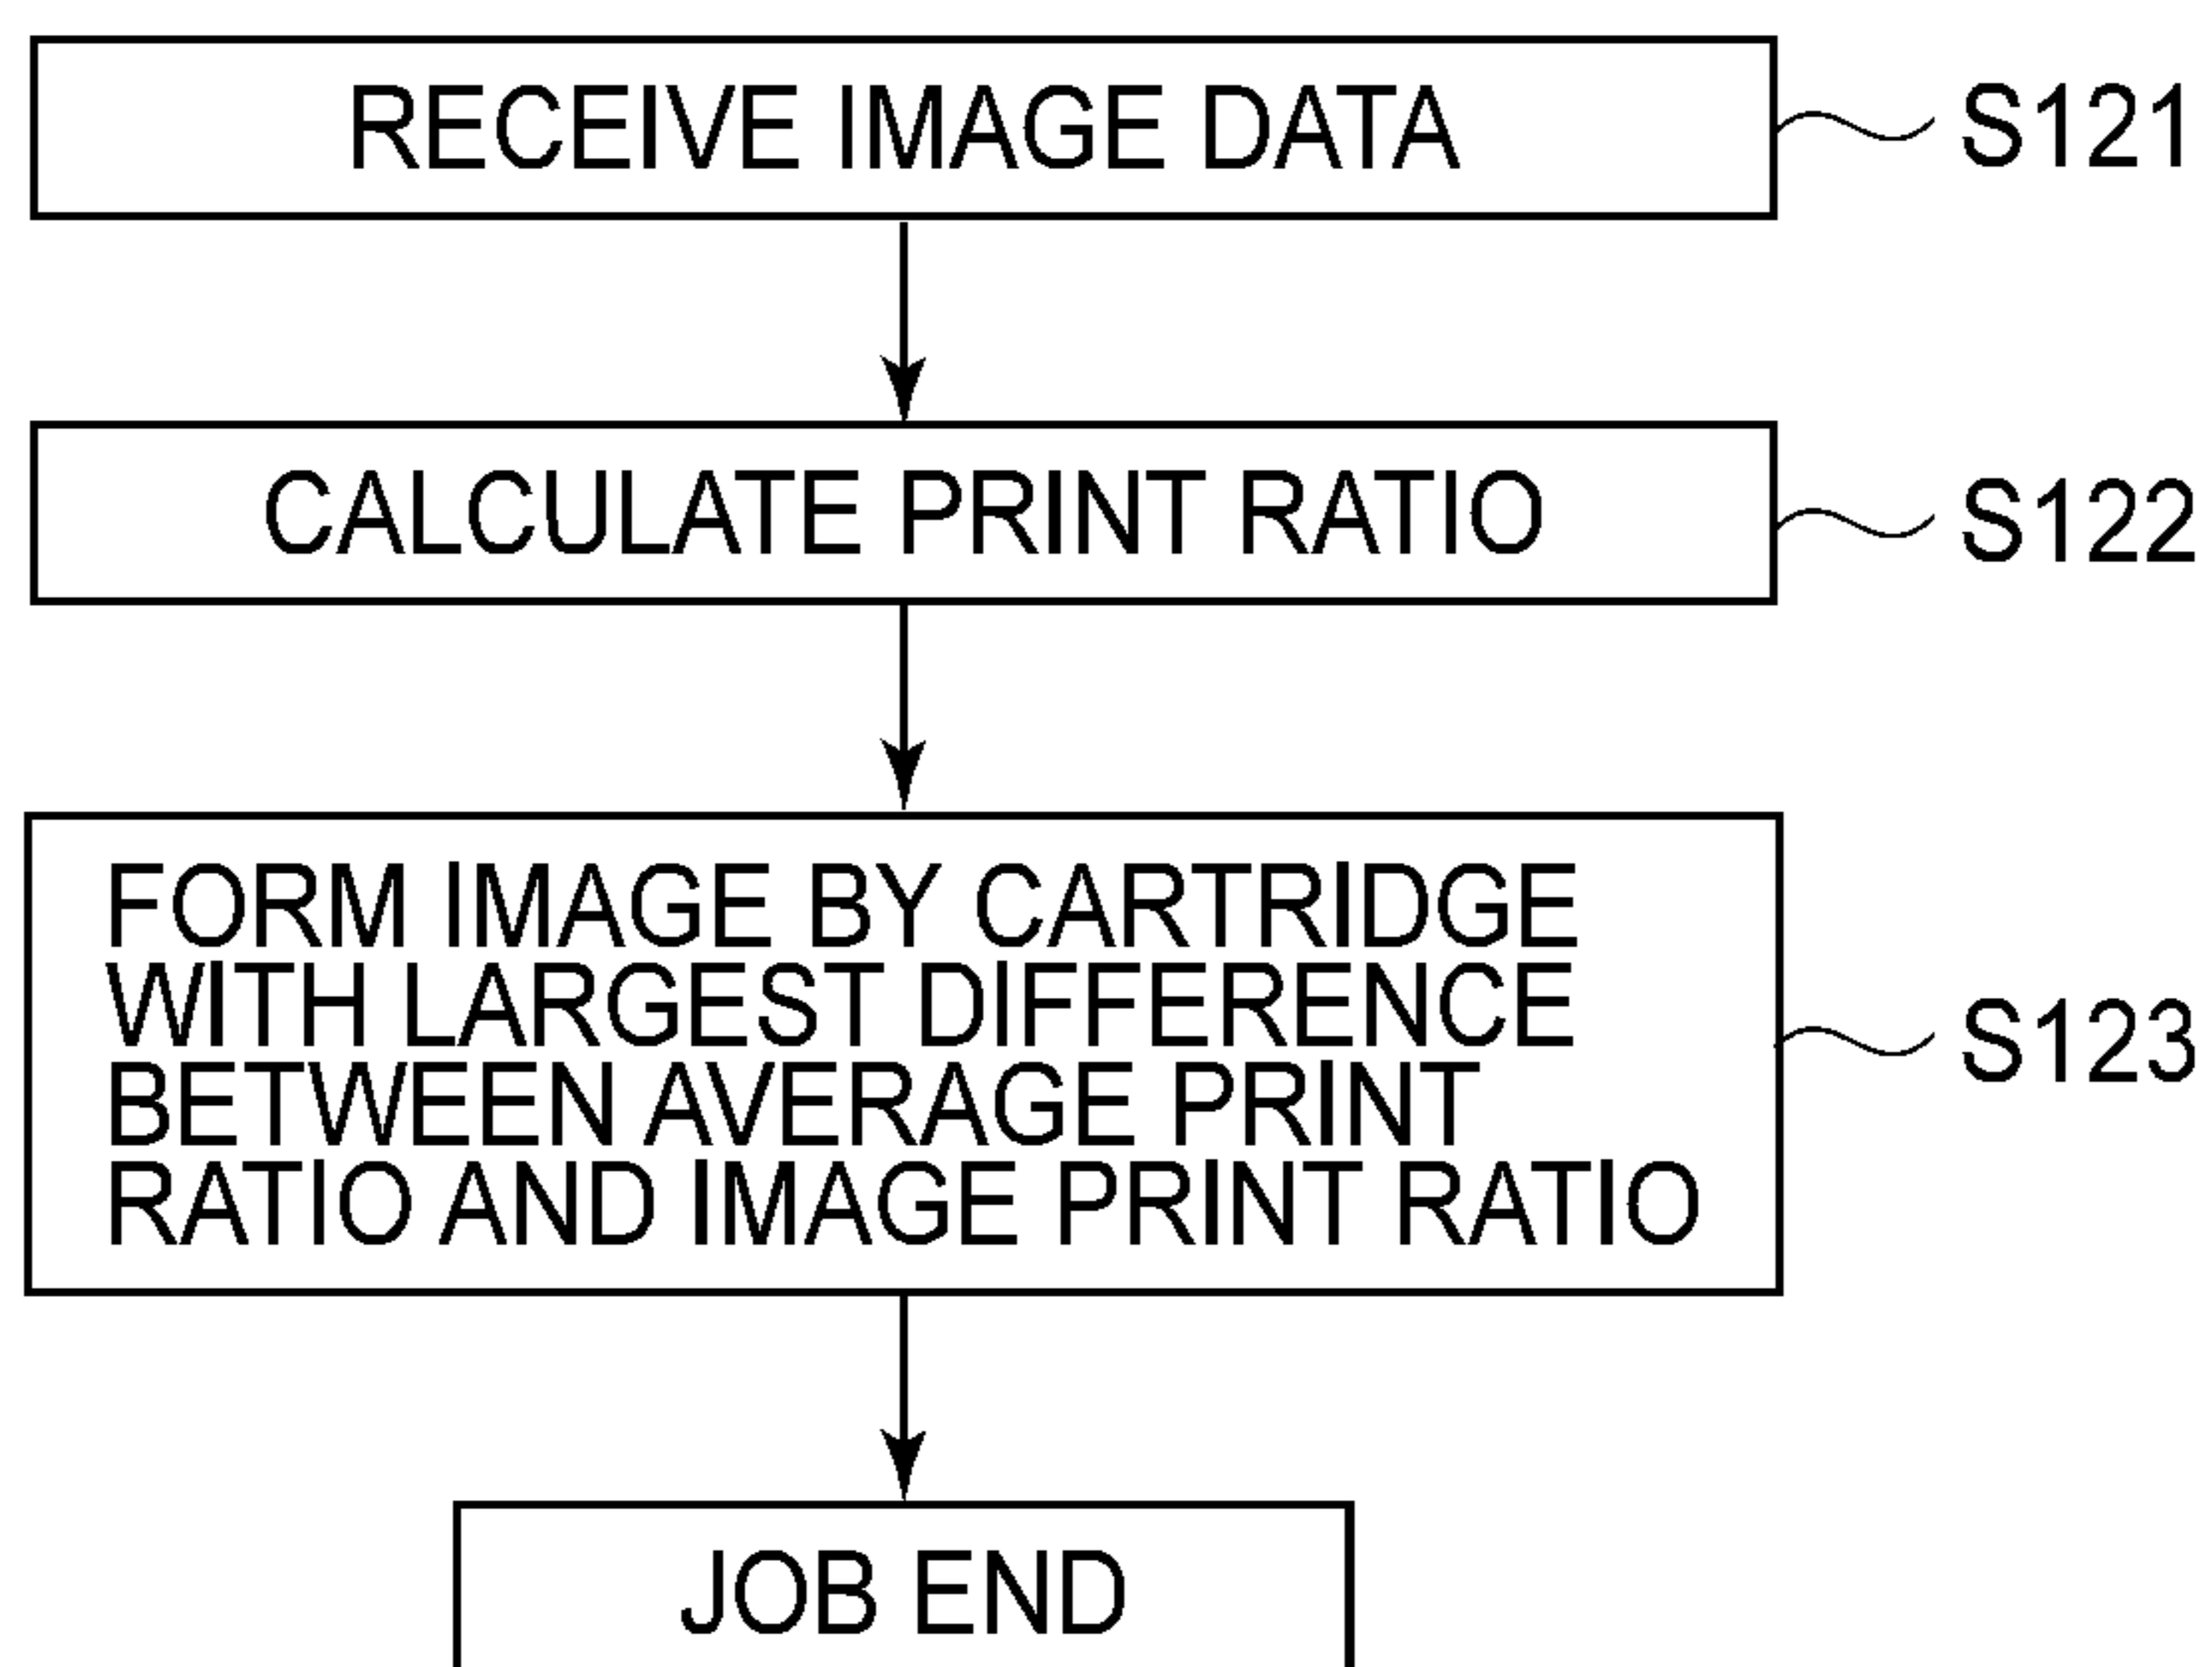 RECEIVE IMAGE DATA
S121
CALCULATE PRINT RATIO
S122
FORM IMAGE BY CARTRIDGE
WITH LARGEST DIFFERENCE
BETWEEN AVERAGE PRINT
RATIO AND IMAGE PRINT RATIO
S123
JOB END